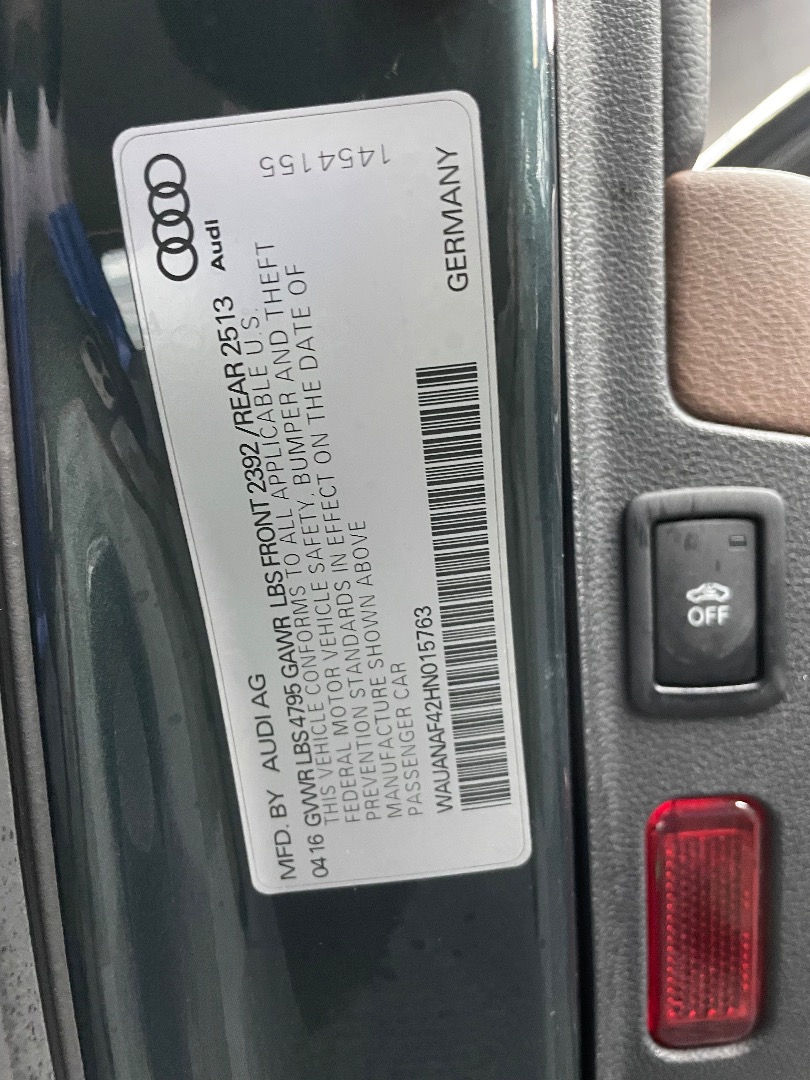 MFD. BY AUDI AG
Audi
04 16 GVWR LBS 4795 GAWR LBS FRONT 2392 /REAR 2513
THIS VEHICLE CONFORMS TO ALL APPLICABLE U.S.
FEDERAL MOTOR VEHICLE SAFETY, BUMPER AND THEFT
PREVENTION STANDARDS IN EFFECT ON THE DATE OF
MANUFACTURE SHOWN ABOVE
PASSENGER CAR
1454155
WAUANAF42HN015763
GERMANY
OFF